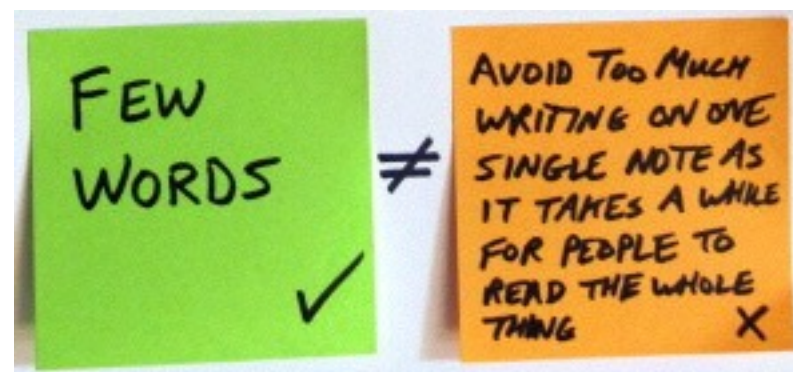 FEW
WORDS
✓
≠
AVOID TOO MUCH
WRITING ON ONE
SINGLE NOTE AS
IT TAKES A WHILE
FOR PEOPLE TO
READ THE WHOLE
THING X